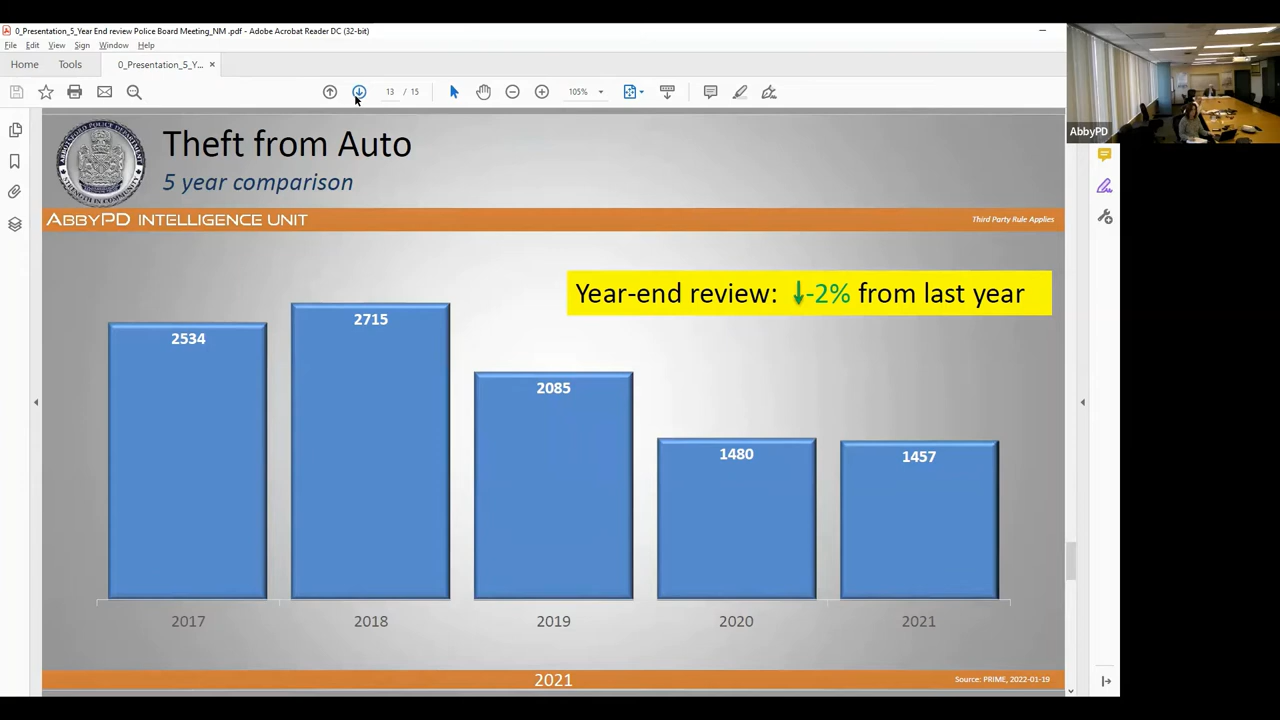 0_Presentation_5_Year End review Police Board Meeting_NM .pdf - Adobe Acrobat Reader DC (32-bit)
File Edit View Sign Window Help
Home Tools 0_Presentation_5_Y... ×
13 / 15 105%
AbbyPD
Theft from Auto
5 year comparison
ABBYPD INTELLIGENCE UNIT
Third Party Rule Applies
Year-end review: ↓-2% from last year
2534
2715
2085
1480
1457
2017 2018 2019 2020 2021
2021
Source: PRIME, 2022-01-19